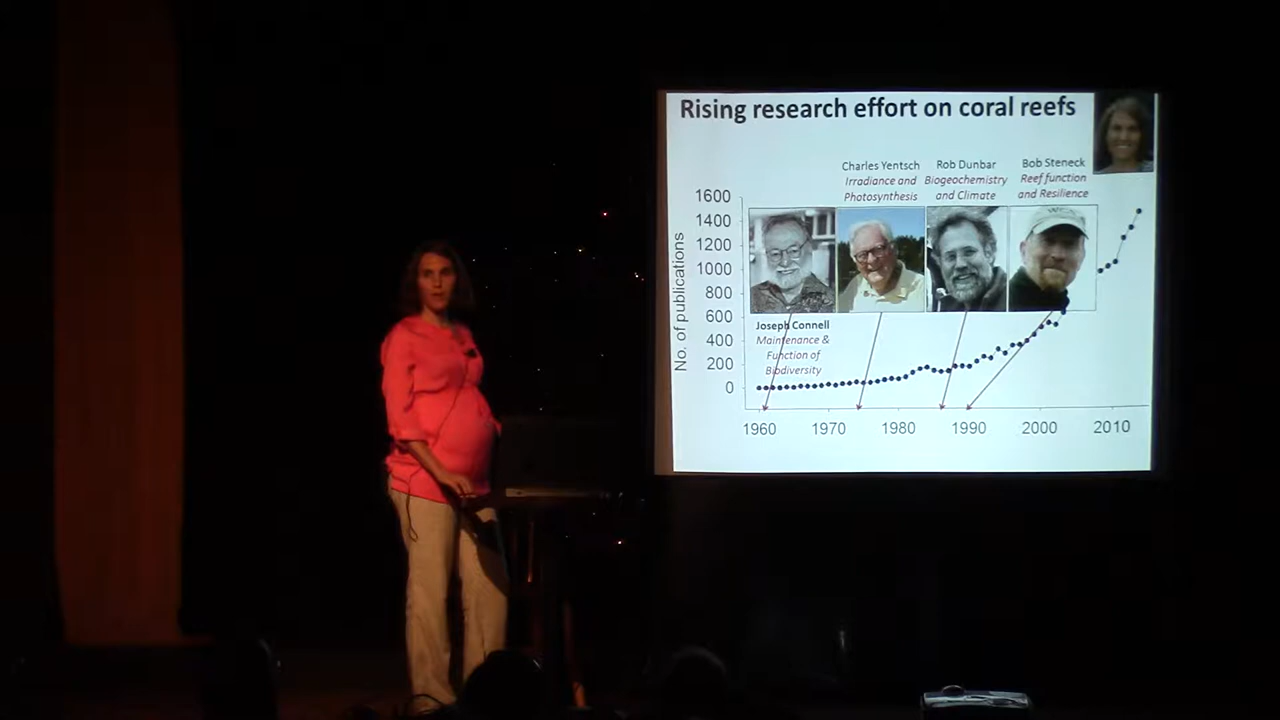 Rising research effort on coral reefs
Charles Yentsch
Irradiance and
Photosynthesis
Rob Dunbar
Biogeochemistry
and Climate
Bob Steneck
Reef function
and Resilience
No. of publications
1600
1400
1200
1000
800
600
400
200
0
Joseph Connell
Maintenance &
Function of
Biodiversity
1960
1970
1980
1990
2000
2010